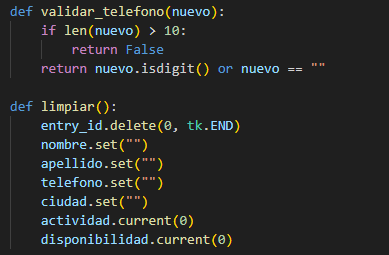 def validar_telefono(nuevo):
    if len(nuevo) > 10:
        return False
    return nuevo.isdigit() or nuevo == ""

def limpiar():
    entry_id.delete(0, tk.END)
    nombre.set("")
    apellido.set("")
    telefono.set("")
    ciudad.set("")
    actividad.current(0)
    disponibilidad.current(0)